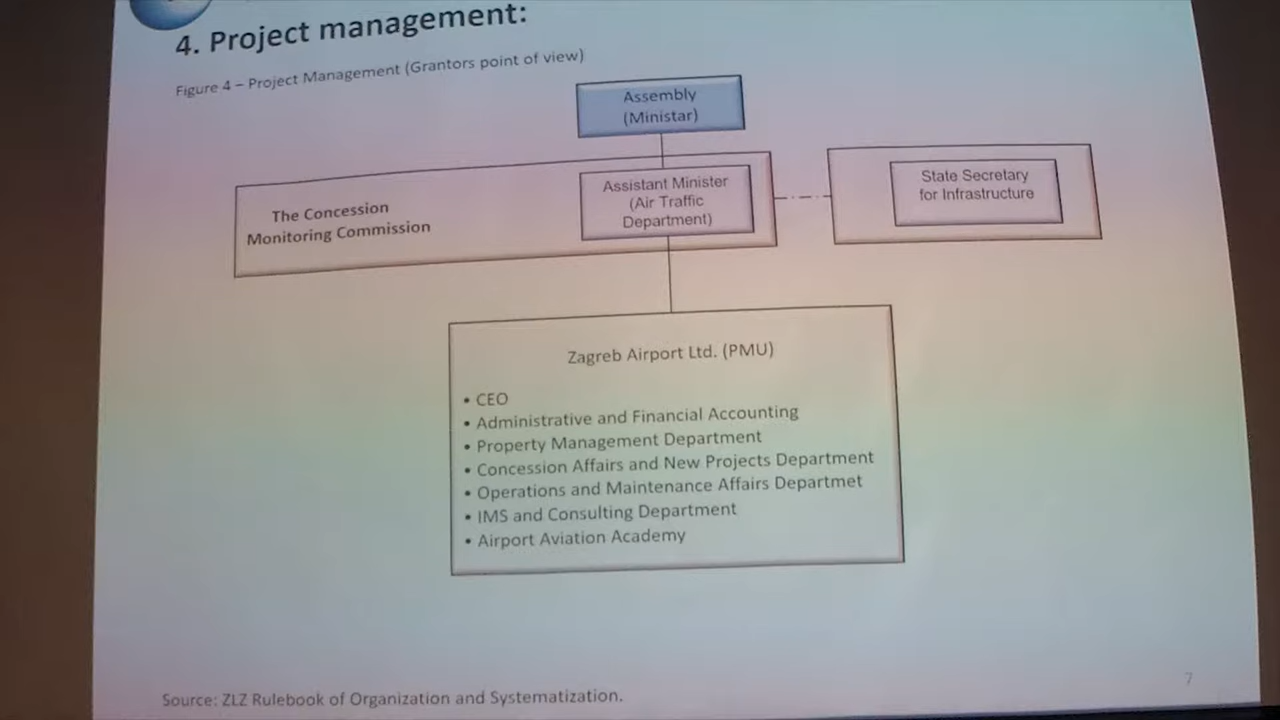 4. Project management:
Figure 4 – Project Management (Grantors point of view)
Assembly
(Ministar)
The Concession
Monitoring Commission
Assistant Minister
(Air Traffic
Department)
State Secretary
for Infrastructure
Zagreb Airport Ltd. (PMU)
• CEO
• Administrative and Financial Accounting
• Property Management Department
• Concession Affairs and New Projects Department
• Operations and Maintenance Affairs Departmet
• IMS and Consulting Department
• Airport Aviation Academy
Source: ZLZ Rulebook of Organization and Systematization.
7